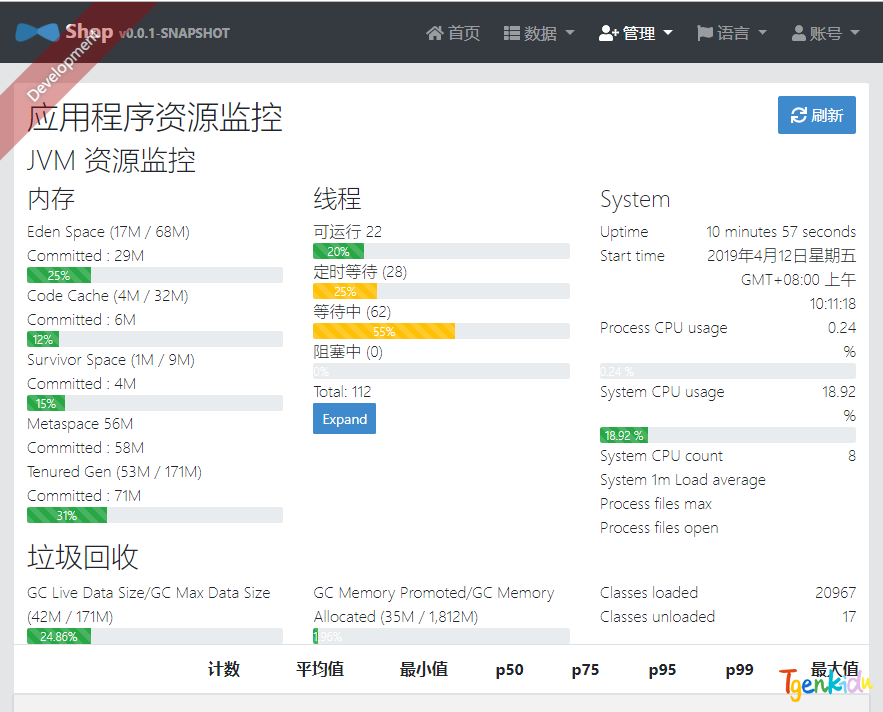 Shop v0.0.1-SNAPSHOT
首页 数据 管理 语言 账号
Development
应用程序资源监控
刷新
JVM 资源监控
内存
Eden Space (17M / 68M)
Committed : 29M
25%
Code Cache (4M / 32M)
Committed : 6M
12%
Survivor Space (1M / 9M)
Committed : 4M
15%
Metaspace 56M
Committed : 58M
Tenured Gen (53M / 171M)
Committed : 71M
31%
线程
可运行 22
20%
定时等待 (28)
25%
等待中 (62)
55%
阻塞中 (0)
0%
Total: 112
Expand
System
Uptime 10 minutes 57 seconds
Start time 2019年4月12日星期五
GMT+08:00 上午
10:11:18
Process CPU usage 0.24
%
0.24 %
System CPU usage 18.92
%
18.92 %
System CPU count 8
System 1m Load average
Process files max
Process files open
垃圾回收
GC Live Data Size/GC Max Data Size
(42M / 171M)
24.86%
GC Memory Promoted/GC Memory
Allocated (35M / 1,812M)
1.96%
Classes loaded 20967
Classes unloaded 17
计数 平均值 最小值 p50 p75 p95 p99 最大值
Tgenkidu